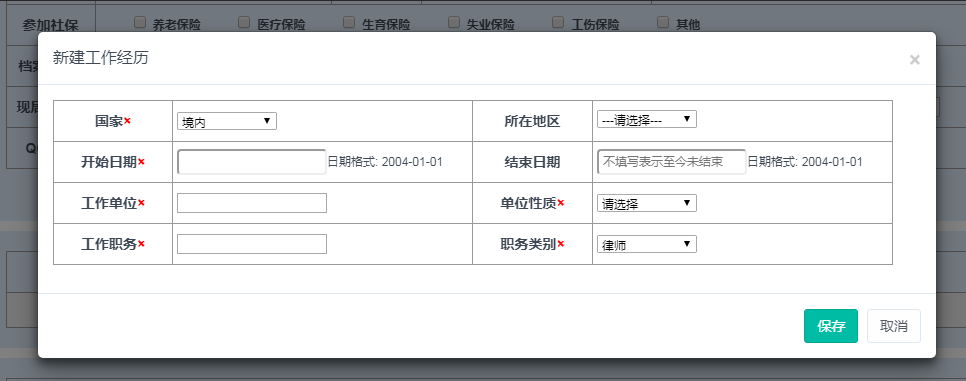 参加社保 养老保险 医疗保险 生育保险 失业保险 工伤保险 其他
新建工作经历 ×
国家× 境内 所在地区 ---请选择---
开始日期× 日期格式: 2004-01-01 结束日期 不填写表示至今未结束 日期格式: 2004-01-01
工作单位× 单位性质× 请选择
工作职务× 职务类别× 律师
保存 取消